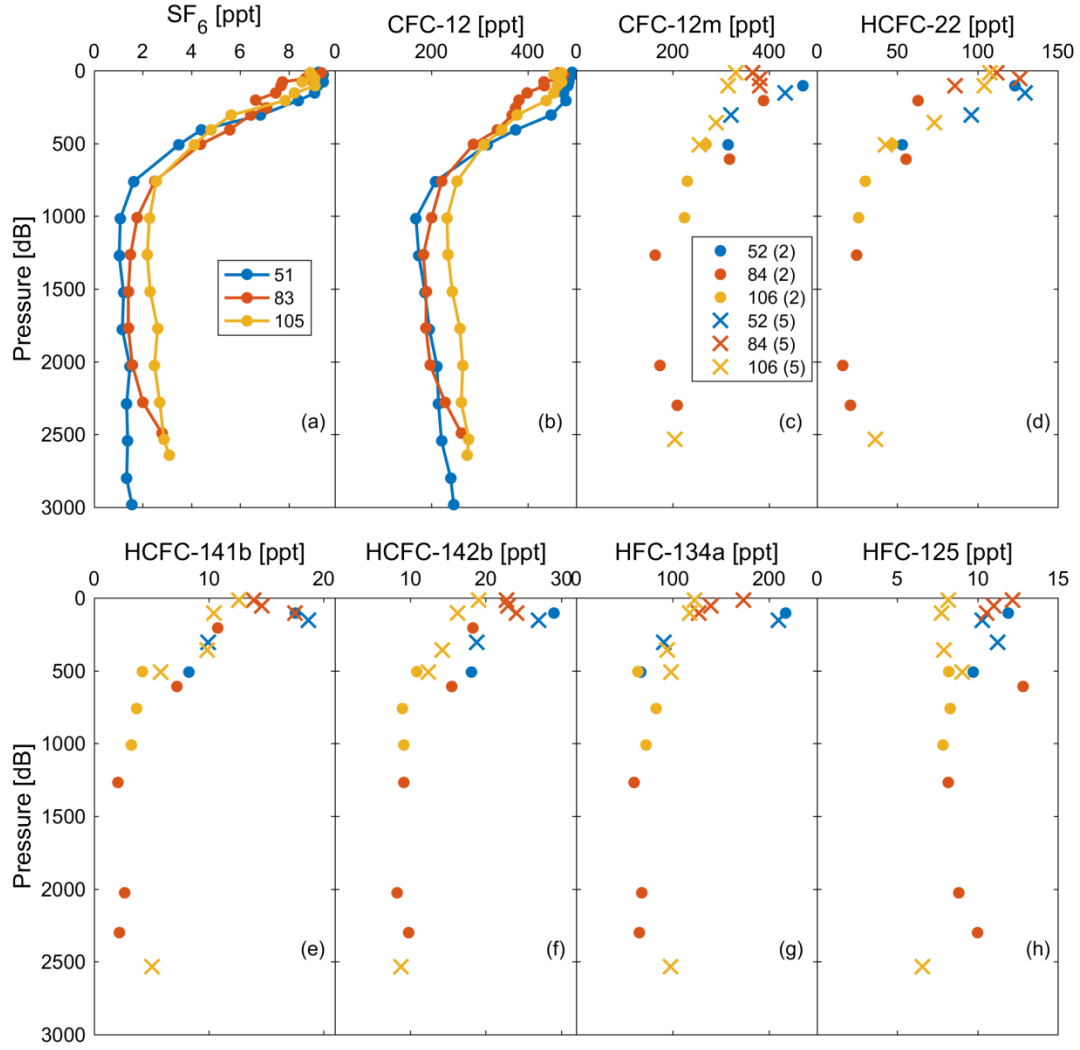 SF6 [ppt]
CFC-12 [ppt]
CFC-12m [ppt]
HCFC-22 [ppt]
0 2 4 6 8 0 200 400 0 200 400 0 50 100 150
Pressure [dB]
0
500
1000
1500
2000
2500
3000
51
83
105
52 (2)
84 (2)
106 (2)
52 (5)
84 (5)
106 (5)
(a)
(b)
(c)
(d)
HCFC-141b [ppt]
HCFC-142b [ppt]
HFC-134a [ppt]
HFC-125 [ppt]
0 10 20 0 10 20 30 0 100 200 0 5 10 15
Pressure [dB]
0
500
1000
1500
2000
2500
3000
(e)
(f)
(g)
(h)